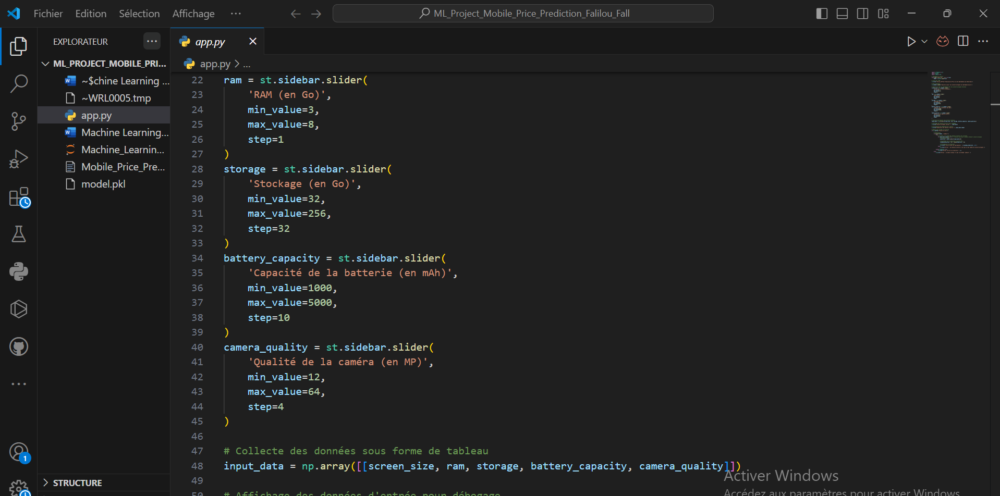 Fichier Edition Sélection Affichage ··· ML_Project_Mobile_Price_Prediction_Falilou_Fall
EXPLORATEUR ···
ML_PROJECT_MOBILE_PRI...
~$chine Learning ...
~WRL0005.tmp
app.py
Machine Learning...
Machine_Learnin...
Mobile_Price_Pre...
model.pkl
STRUCTURE
1
app.py
app.py > ...
22 ram = st.sidebar.slider(
23 'RAM (en Go)',
24 min_value=3,
25 max_value=8,
26 step=1
27 )
28 storage = st.sidebar.slider(
29 'Stockage (en Go)',
30 min_value=32,
31 max_value=256,
32 step=32
33 )
34 battery_capacity = st.sidebar.slider(
35 'Capacité de la batterie (en mAh)',
36 min_value=1000,
37 max_value=5000,
38 step=10
39 )
40 camera_quality = st.sidebar.slider(
41 'Qualité de la caméra (en MP)',
42 min_value=12,
43 max_value=64,
44 step=4
45 )
46
47 # Collecte des données sous forme de tableau
48 input_data = np.array([[screen_size, ram, storage, battery_capacity, camera_quality]])
49
50 # Affichage des données d'entrée pour débogage
Activer Windows
Accédez aux paramètres pour activer Windows.